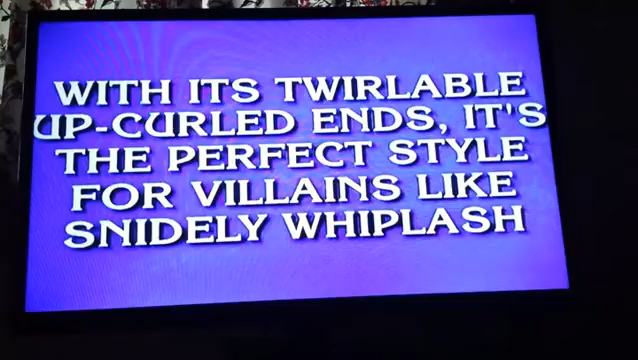 WITH ITS TWIRLABLE
UP-CURLED ENDS, IT'S
THE PERFECT STYLE
FOR VILLAINS LIKE
SNIDELY WHIPLASH